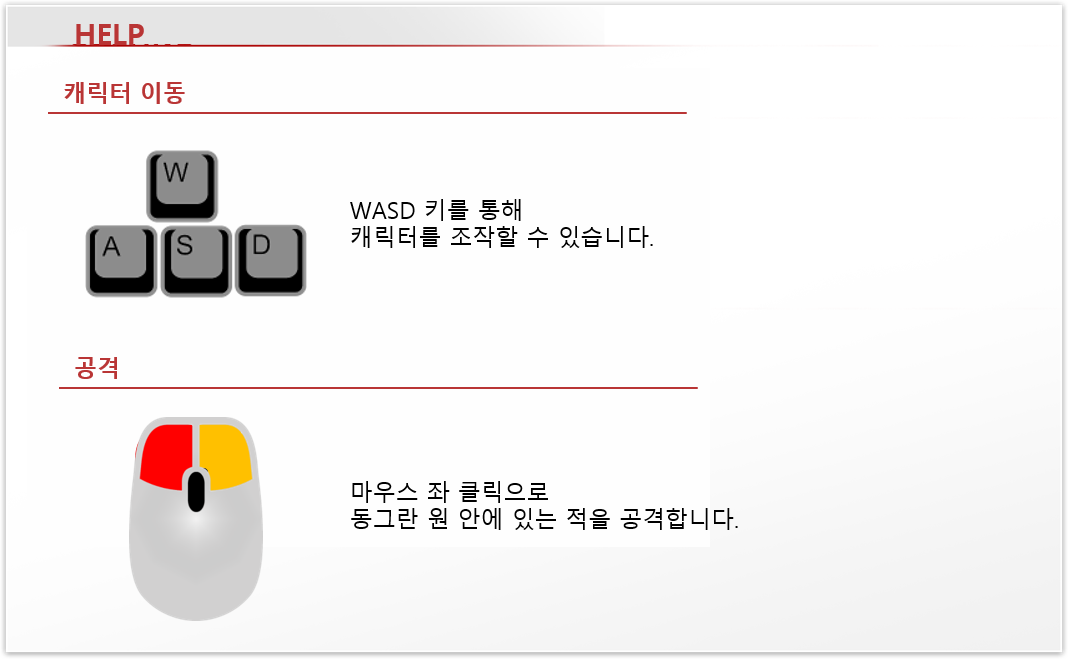 HELP
캐릭터 이동
W
A S D
WASD 키를 통해
캐릭터를 조작할 수 있습니다.
공격
마우스 좌 클릭으로
동그란 원 안에 있는 적을 공격합니다.